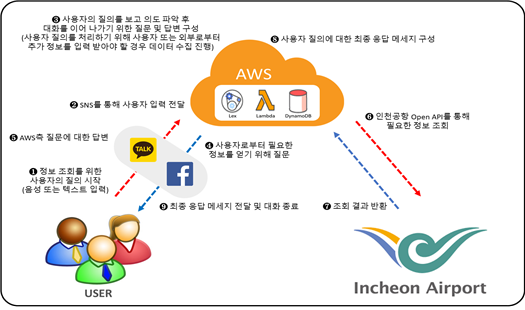 ❸ 사용자의 질의를 보고 의도 파악 후
대화를 이어 나가기 위한 질문 및 답변 구성
(사용자 질의를 처리하기 위해 사용자 또는 외부로부터
추가 정보를 입력 받아야 할 경우 데이터 수집 진행)
❽ 사용자 질의에 대한 최종 응답 메세지 구성
AWS
Lex
Lambda
DynamoDB
❷ SNS를 통해 사용자 입력 전달
❻ 인천공항 Open API를 통해
필요한 정보 조회
❺ AWS측 질문에 대한 답변
TALK
❹ 사용자로부터 필요한
정보를 얻기 위해 질문
❶ 정보 조회를 위한
사용자의 질의 시작
(음성 또는 텍스트 입력)
f
❾ 최종 응답 메세지 전달 및 대화 종료
❼ 조회 결과 반환
USER
Incheon Airport